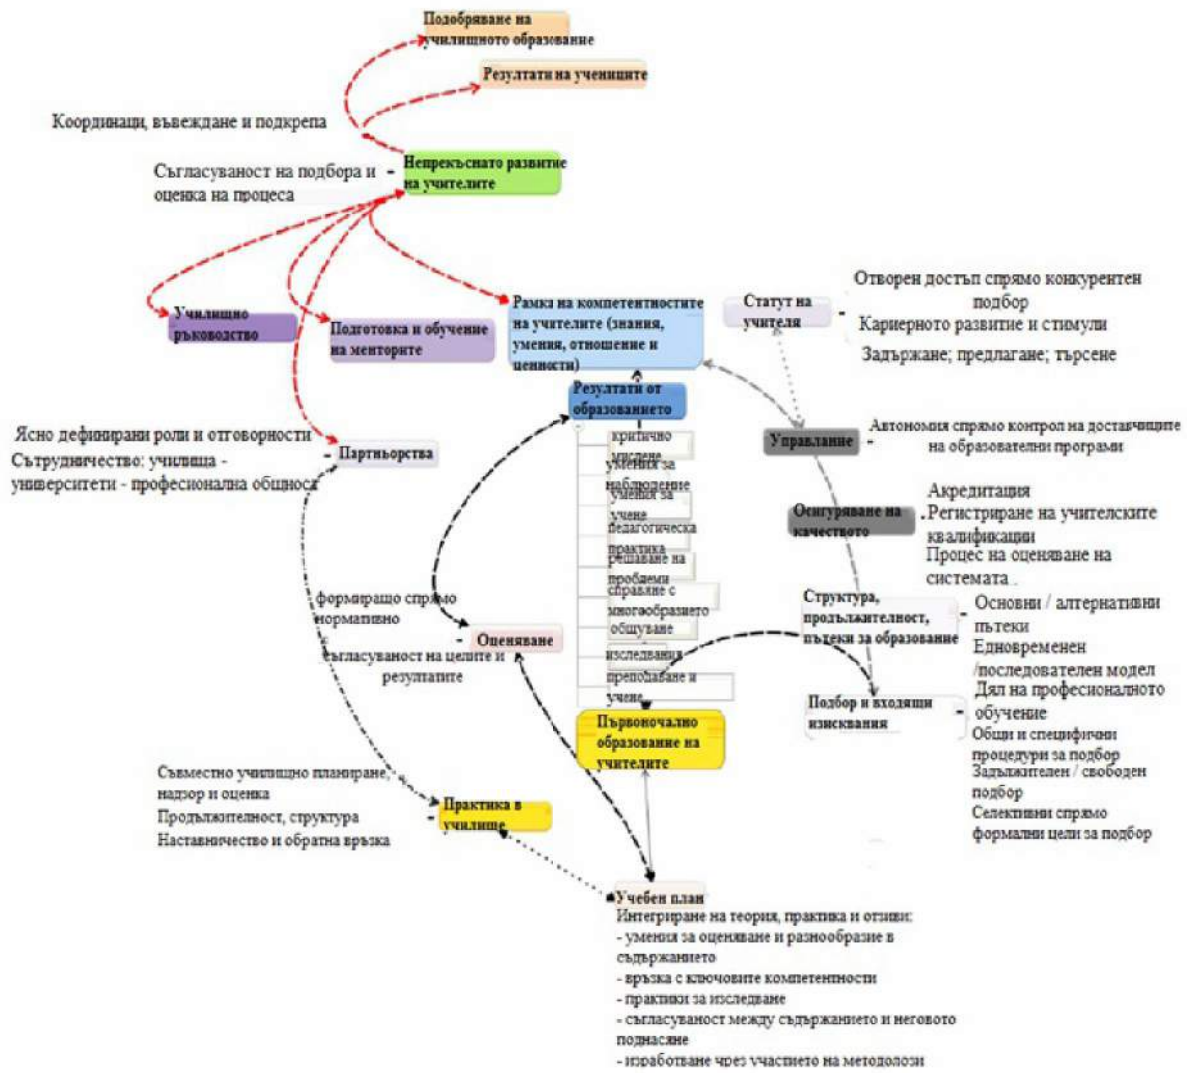 Подобряване на
училищното образование
Резултати на учениците
Координаци, въвеждане и подкрепа
Непрекъснато развитие
на учителите
Съгласуваност на подбора и
оценка на процеса
Училищно
ръководство
Подготовка и обучение
на менторите
Рамка на компетентностите
на учителите (знания,
умения, отношение и
ценности)
Статут на
учителя
Отворен достъп спрямо конкурентен
подбор
Кариерното развитие и стимули
Задържане; предлагане; търсене
Резултати от
образованието
критично
мислене
умения за
наблюдение
умения за
учене
педагогическа
практика
решаване на
проблеми
справяне с
многообразието
общуване
изследвания
преподаване и
учене
Управлание
Автономия спрямо контрол на доставчиците
на образователни програми
Ясно дефинирани роли и отговорности
Сътрудничество: училища -
университети - професионална общност
Партньорства
Осигуряване на
качеството
Акредитация
Регистриране на учителските
квалификации
Процес на оценяване на
системата
формиращо спрямо
нормативно
Оценяване
съгласуваност на целите и
резултатите
Структура,
продължителност,
пътеки за образование
Основни / алтернативни
пътеки
Едновременен
/последователен модел
Дял на професионалното
обучение
Подбор и входящи
изисквания
Общи и специфични
процедури за подбор
Задължителен / свободен
подбор
Селективни спрямо
формални цели за подбор
Първоночално
образование на
учителите
Съвместно училищно планиране,
надзор и оценка
Продължителност, структура
Наставничество и обратна връзка
Практика в
училище
Учебен план
Интегриране на теория, практика и отзиви:
- умения за оценяване и разнообразие в
съдържанието
- връзка с ключовите компетентности
- практики за изследване
- съгласуваност между съдържанието и неговото
поднасяне
- изработване чрез участието на методолози